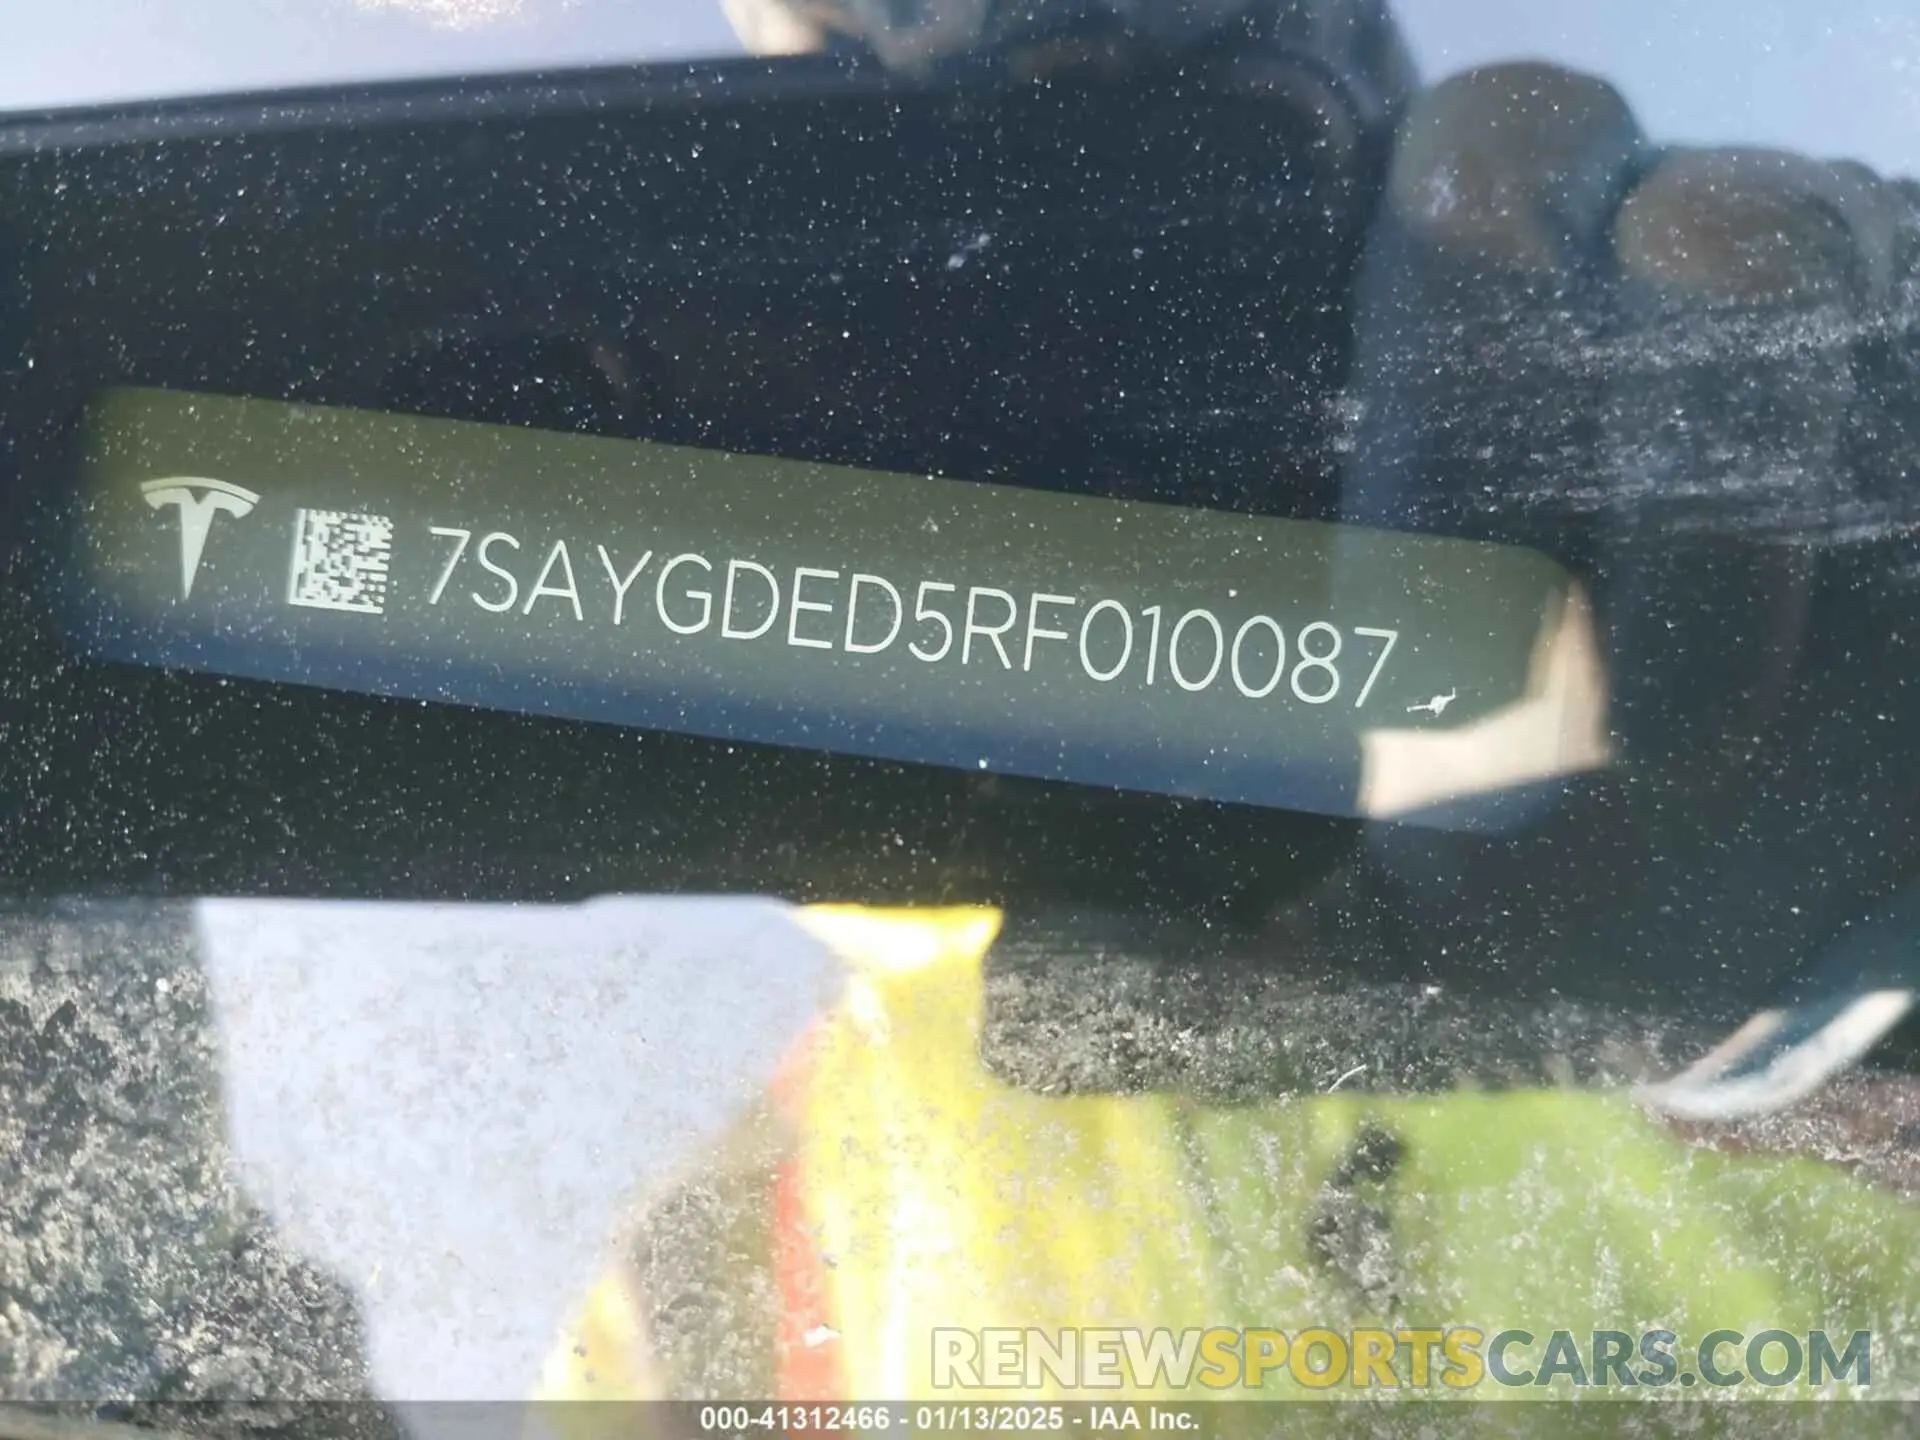 7SAYGDED5RF010087
RENEWSPORTSCARS.COM
000-41312466 - 01/13/2025 - IAA Inc.